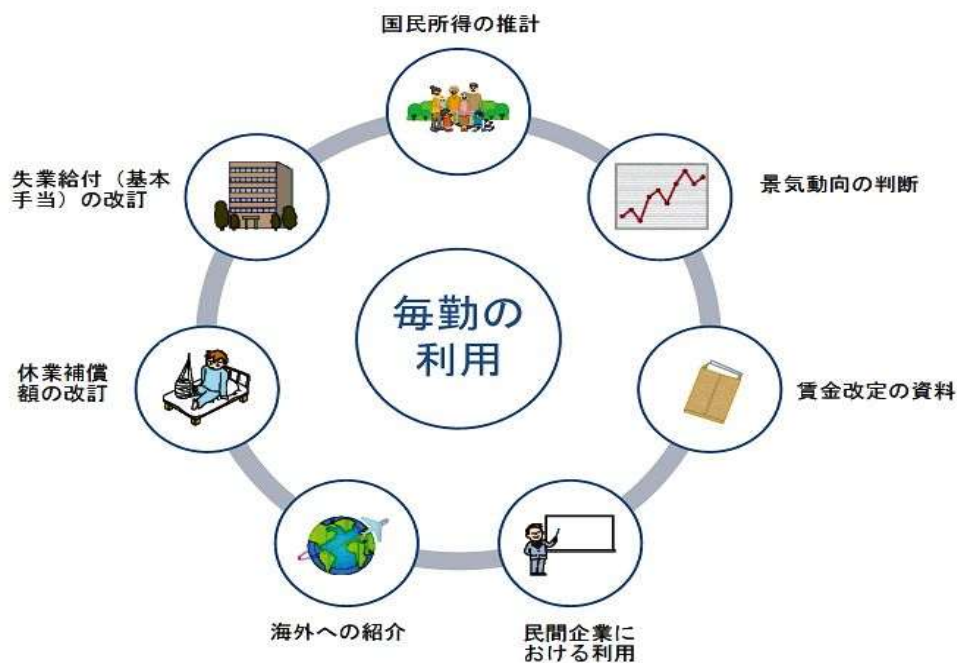 国民所得の推計
景気動向の判断
賃金改定の資料
民間企業に
おける利用
海外への紹介
休業補償
額の改訂
失業給付（基本
手当）の改訂
毎勤の
利用